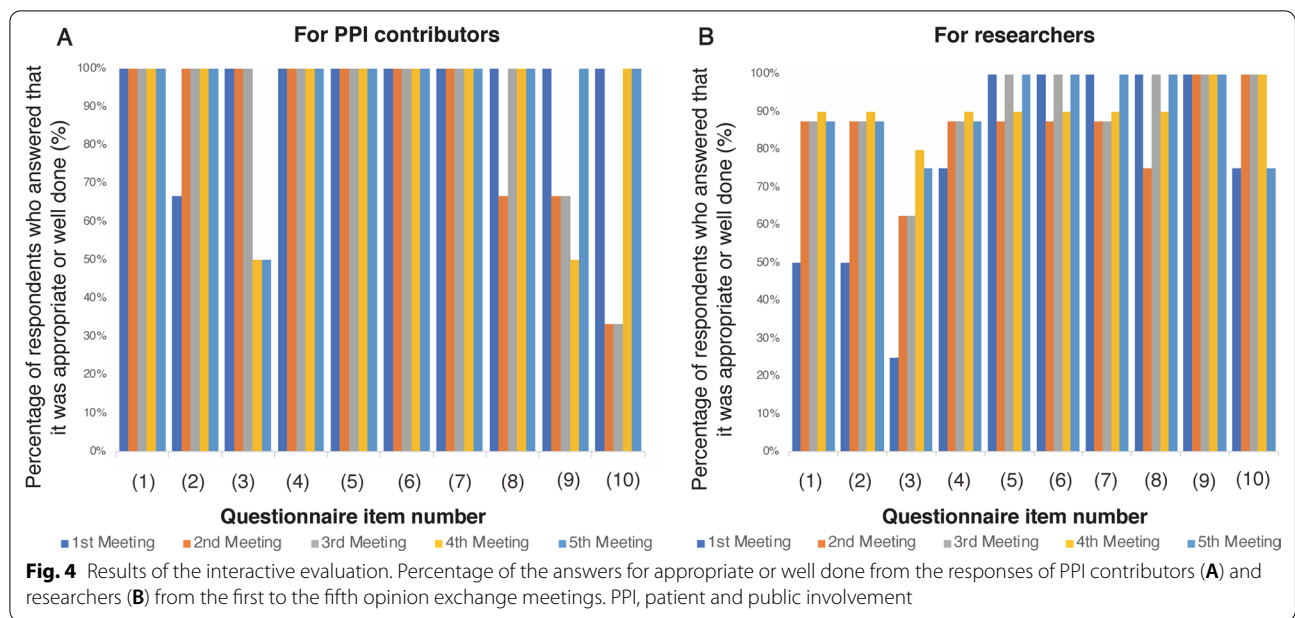 A
For PPI contributors
Percentage of respondents who answered that
it was appropriate or well done (%)
100%
90%
80%
70%
60%
50%
40%
30%
20%
10%
0%
(1) (2) (3) (4) (5) (6) (7) (8) (9) (10)
Questionnaire item number
1st Meeting 2nd Meeting 3rd Meeting 4th Meeting 5th Meeting
B
For researchers
Percentage of respondents who answered that
it was appropriate or well done (%)
100%
90%
80%
70%
60%
50%
40%
30%
20%
10%
0%
(1) (2) (3) (4) (5) (6) (7) (8) (9) (10)
Questionnaire item number
1st Meeting 2nd Meeting 3rd Meeting 4th Meeting 5th Meeting
Fig. 4 Results of the interactive evaluation. Percentage of the answers for appropriate or well done from the responses of PPI contributors (A) and
researchers (B) from the first to the fifth opinion exchange meetings. PPI, patient and public involvement